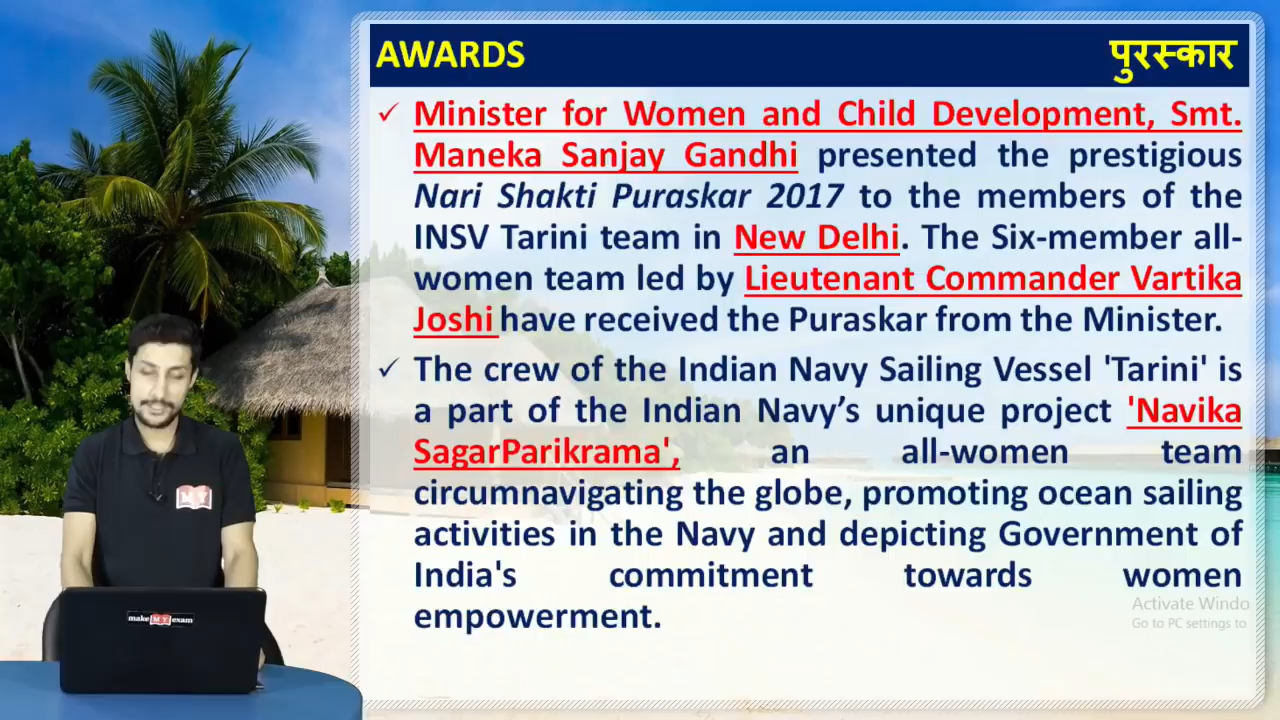 AWARDS पुरस्कार
✓ Minister for Women and Child Development, Smt.
Maneka Sanjay Gandhi presented the prestigious
Nari Shakti Puraskar 2017 to the members of the
INSV Tarini team in New Delhi. The Six-member all-
women team led by Lieutenant Commander Vartika
Joshi have received the Puraskar from the Minister.
✓ The crew of the Indian Navy Sailing Vessel 'Tarini' is
a part of the Indian Navy’s unique project 'Navika
SagarParikrama', an all-women team
circumnavigating the globe, promoting ocean sailing
activities in the Navy and depicting Government of
India's commitment towards women
empowerment.
Activate Windo
Go to PC settings to
MY
make MY exam